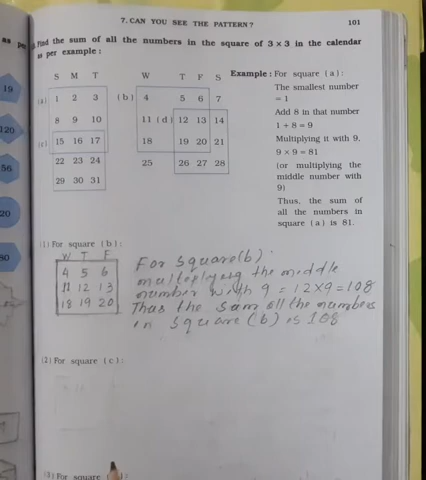 7. CAN YOU SEE THE PATTERN?
101
as per
Find the sum of all the numbers in the square of 3 × 3 in the calendar
as per example :
S M T W T F S
(a) 1 2 3 (b) 4 5 6 7
8 9 10 11 (d) 12 13 14
(c) 15 16 17 18 19 20 21
22 23 24 25 26 27 28
29 30 31
Example : For square (a) :
The smallest number
= 1
Add 8 in that number
1 + 8 = 9
Multiplying it with 9,
9 × 9 = 81
(or multiplying the
middle number with
9)
Thus, the sum of
all the numbers in
square (a) is 81.
19
120
56
20
80
(1) For square (b) :
W T F
4 5 6
11 12 13
18 19 20
For square(b)
multiplying the middle
number with 9 = 12×9=108
Thus the sum all the numbers
in square (b) is 108
(2) For square (c) :
(3) For square